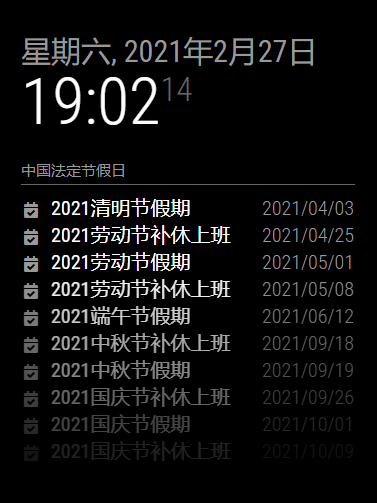 星期六, 2021年2月27日
19:02 14
中国法定节假日
2021清明节假期 2021/04/03
2021劳动节补休上班 2021/04/25
2021劳动节假期 2021/05/01
2021劳动节补休上班 2021/05/08
2021端午节假期 2021/06/12
2021中秋节补休上班 2021/09/18
2021中秋节假期 2021/09/19
2021国庆节补休上班 2021/09/26
2021国庆节假期 2021/10/01
2021国庆节补休上班 2021/10/09